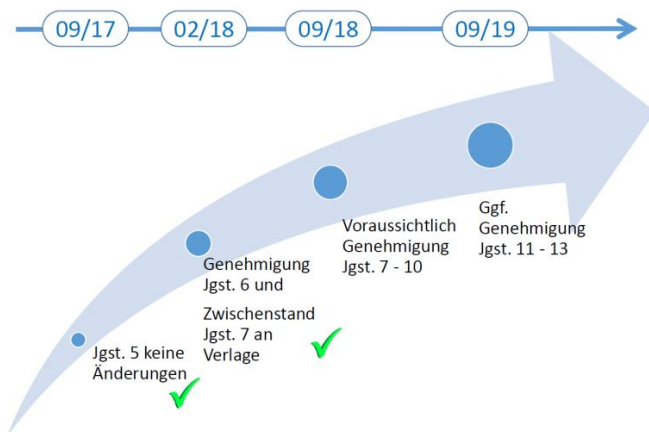 09/17
02/18
09/18
09/19
Jgst. 5 keine
Änderungen
Genehmigung
Jgst. 6 und
Zwischenstand
Jgst. 7 an
Verlage
Voraussichtlich
Genehmigung
Jgst. 7 - 10
Ggf.
Genehmigung
Jgst. 11 - 13